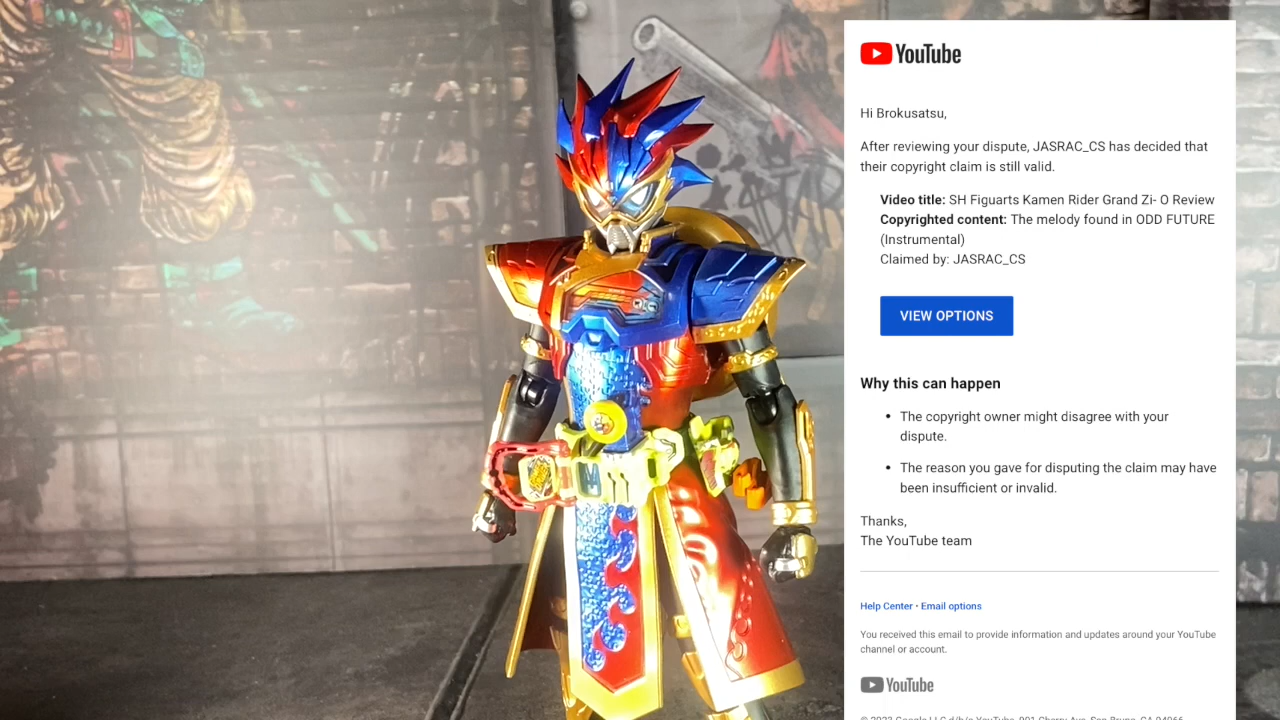 YouTube
Hi Brokusatsu,
After reviewing your dispute, JASRAC_CS has decided that
their copyright claim is still valid.
Video title: SH Figuarts Kamen Rider Grand Zi- O Review
Copyrighted content: The melody found in ODD FUTURE
(Instrumental)
Claimed by: JASRAC_CS
VIEW OPTIONS
Why this can happen
• The copyright owner might disagree with your
dispute.
• The reason you gave for disputing the claim may have
been insufficient or invalid.
Thanks,
The YouTube team
Help Center • Email options
You received this email to provide information and updates around your YouTube
channel or account.
YouTube